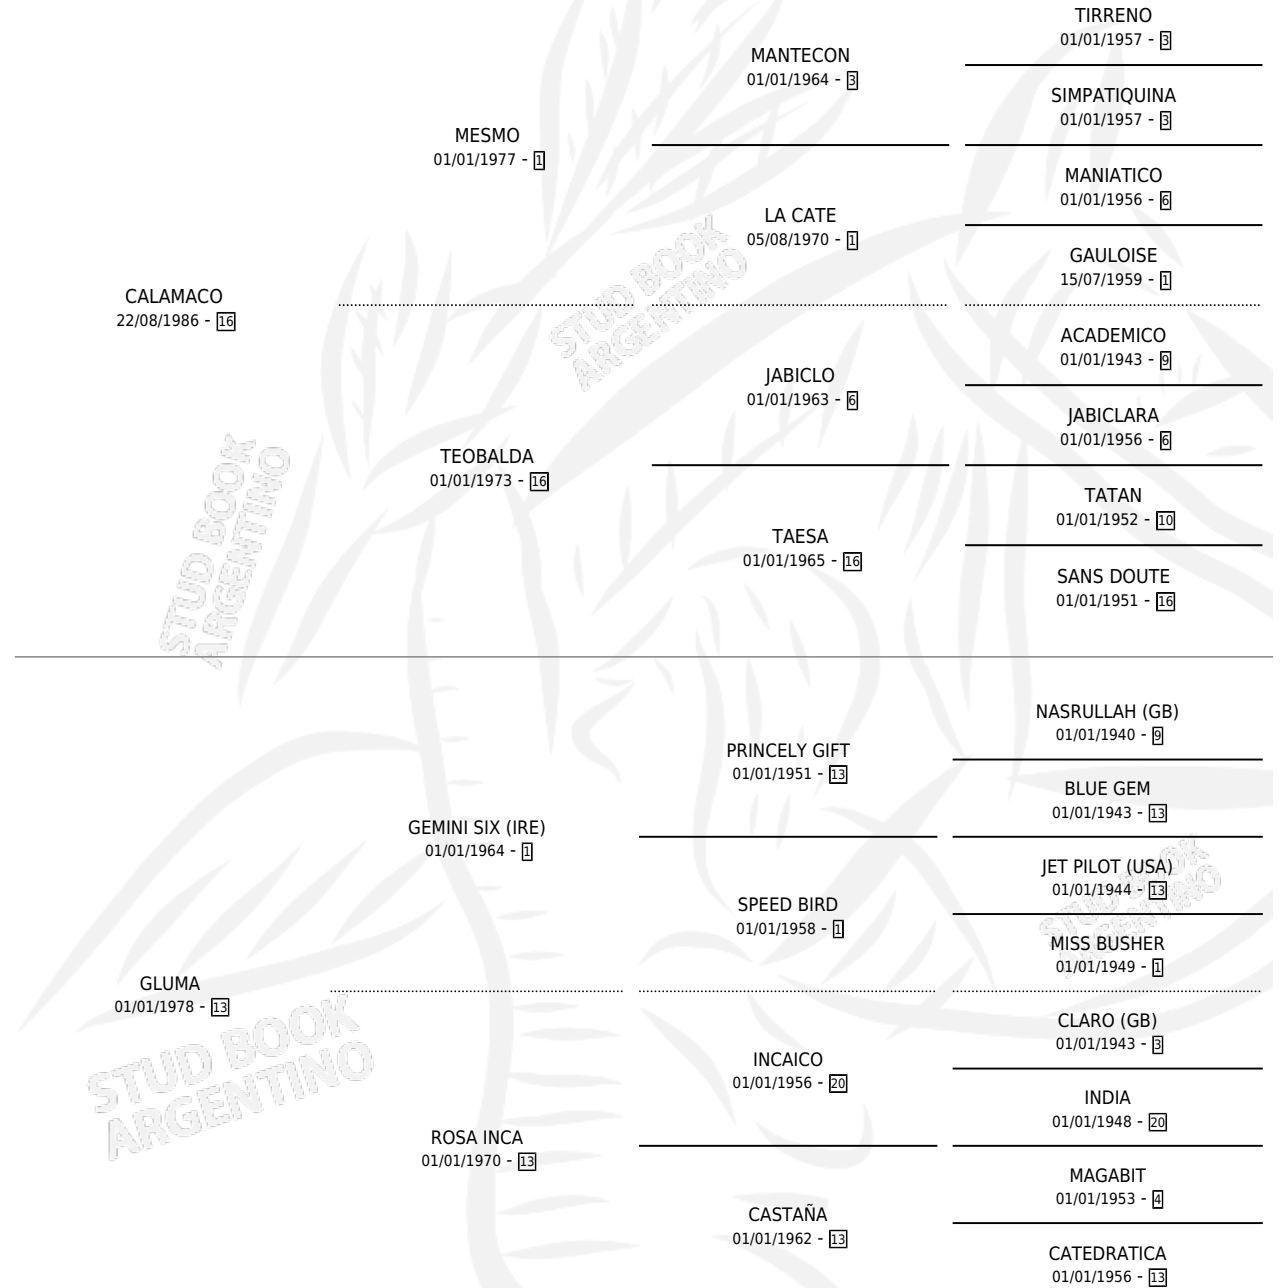 TIRRENO
01/01/1957 - 3
MANTECON
01/01/1964 - 3
SIMPATIQUINA
01/01/1957 - 3
MESMO
01/01/1977 - 1
MANIATICO
01/01/1956 - 6
LA CATE
05/08/1970 - 1
GAULOISE
15/07/1959 - 1
CALAMACO
22/08/1986 - 16
ACADEMICO
01/01/1943 - 9
JABICLO
01/01/1963 - 6
JABICLARA
01/01/1956 - 6
TEOBALDA
01/01/1973 - 16
TATAN
01/01/1952 - 10
TAESA
01/01/1965 - 16
SANS DOUTE
01/01/1951 - 16
STUD BOOK
ARGENTINO
STUD BOOK
ARGENTINO
NASRULLAH (GB)
01/01/1940 - 9
PRINCELY GIFT
01/01/1951 - 13
BLUE GEM
01/01/1943 - 13
GEMINI SIX (IRE)
01/01/1964 - 1
JET PILOT (USA)
01/01/1944 - 13
SPEED BIRD
01/01/1958 - 1
MISS BUSHER
01/01/1949 - 1
STUD BOOK
ARGENTINO
GLUMA
01/01/1978 - 13
CLARO (GB)
01/01/1943 - 3
INCAICO
01/01/1956 - 20
INDIA
01/01/1948 - 20
ROSA INCA
01/01/1970 - 13
MAGABIT
01/01/1953 - 4
CASTAÑA
01/01/1962 - 13
CATEDRATICA
01/01/1956 - 13
STUD BOOK
ARGENTINO